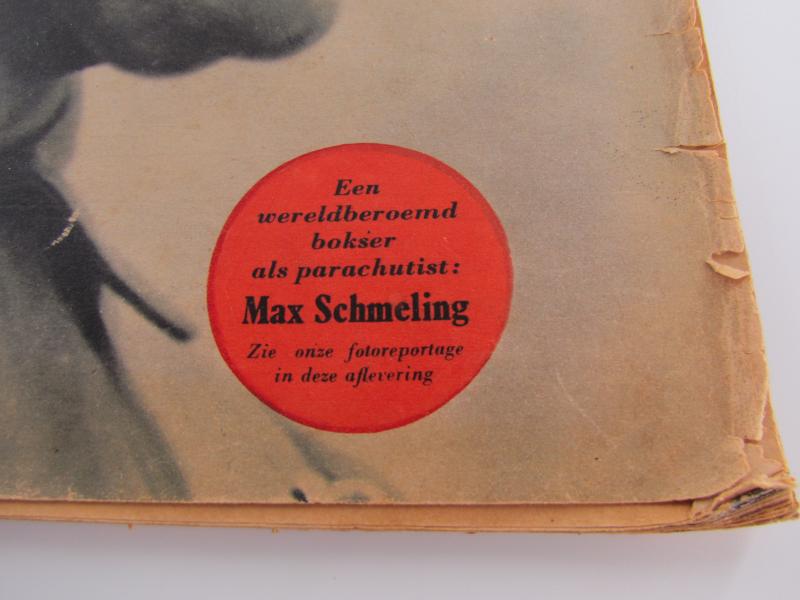 Een
wereldberoemd
bokser
als parachutist:
Max Schmeling
Zie onze fotoreportage
in deze aflevering